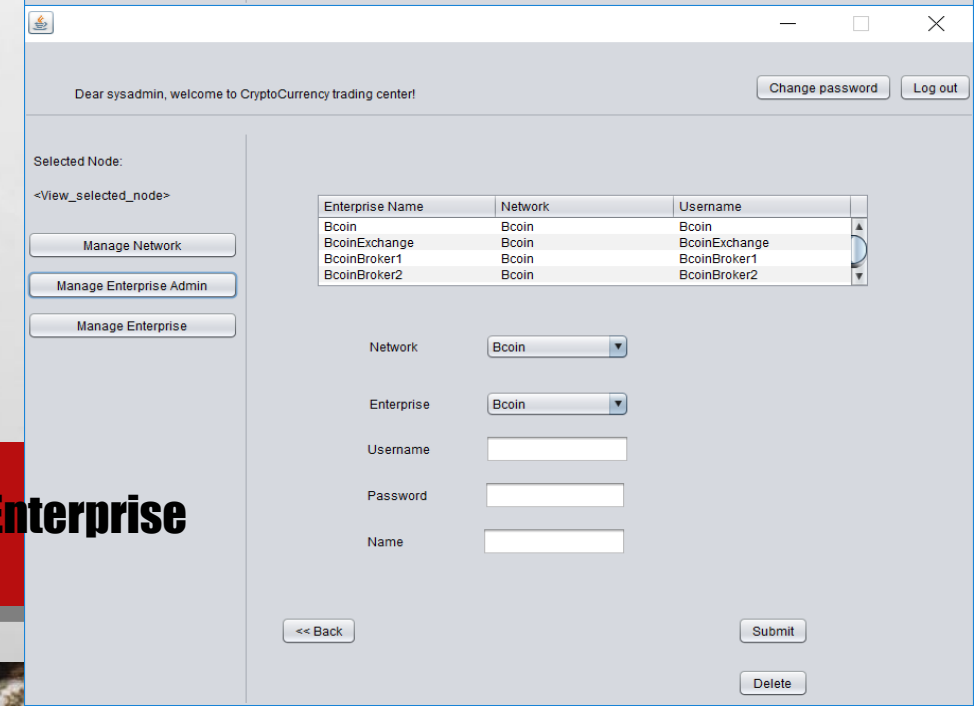 Dear sysadmin, welcome to CryptoCurrency trading center!
Change password
Log out
Selected Node:
<View_selected_node>
Manage Network
Manage Enterprise Admin
Manage Enterprise
Enterprise Name Network Username
Bcoin Bcoin Bcoin
BcoinExchange Bcoin BcoinExchange
BcoinBroker1 Bcoin BcoinBroker1
BcoinBroker2 Bcoin BcoinBroker2
Network Bcoin
Enterprise Bcoin
Username
Password
Name
<< Back
Submit
Delete
Enterprise